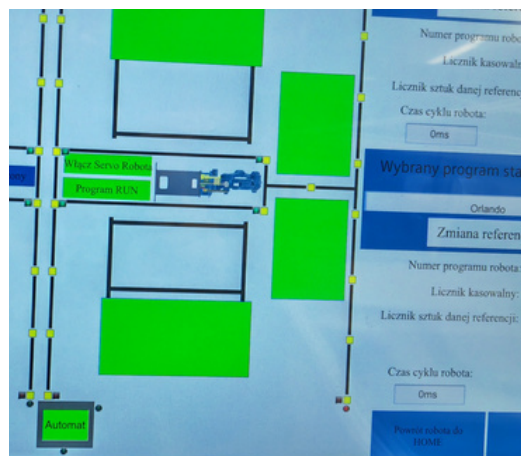 Numer programu robo
Licznik kasowaln
Licznik sztuk danej referenc
Czas cyklu robota:
0ms
Włącz Servo Robota
Program RUN
Wybrany program sta
Orlando
Zmiana referen
Numer programu robota:
Licznik kasowalny:
Licznik sztuk danej referencji:
Czas cyklu robota:
0ms
Automat
Powrót robota do
HOME